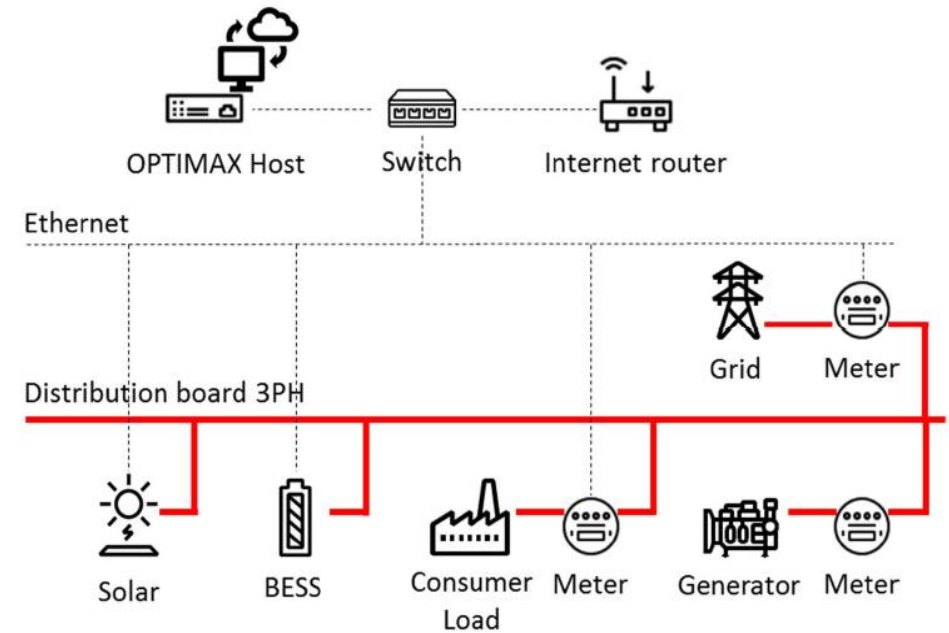 OPTIMAX Host
Switch
Internet router
Ethernet
Grid
Meter
Distribution board 3PH
Solar
BESS
Consumer
Load
Meter
Generator
Meter